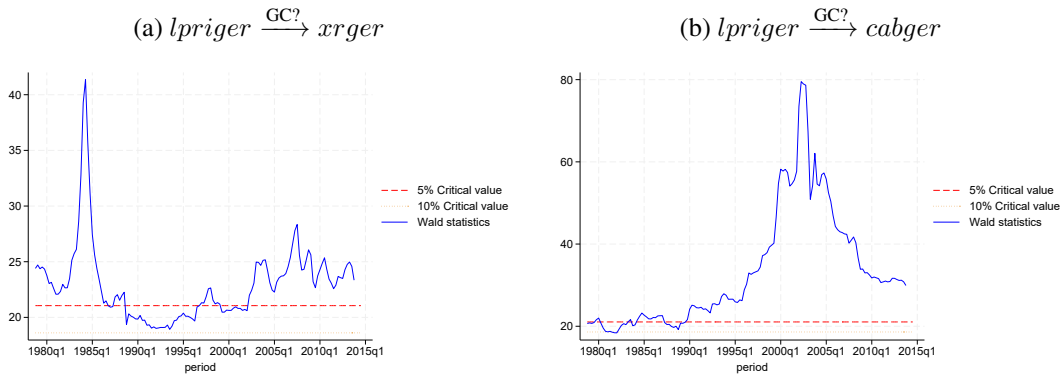 (a) lpriger GC?→ xrger
40
35
30
25
20
1980q1 1985q1 1990q1 1995q1 2000q1 2005q1 2010q1 2015q1
period
5% Critical value
10% Critical value
Wald statistics
(b) lpriger GC?→ cabger
80
60
40
20
1980q1 1985q1 1990q1 1995q1 2000q1 2005q1 2010q1 2015q1
period
5% Critical value
10% Critical value
Wald statistics